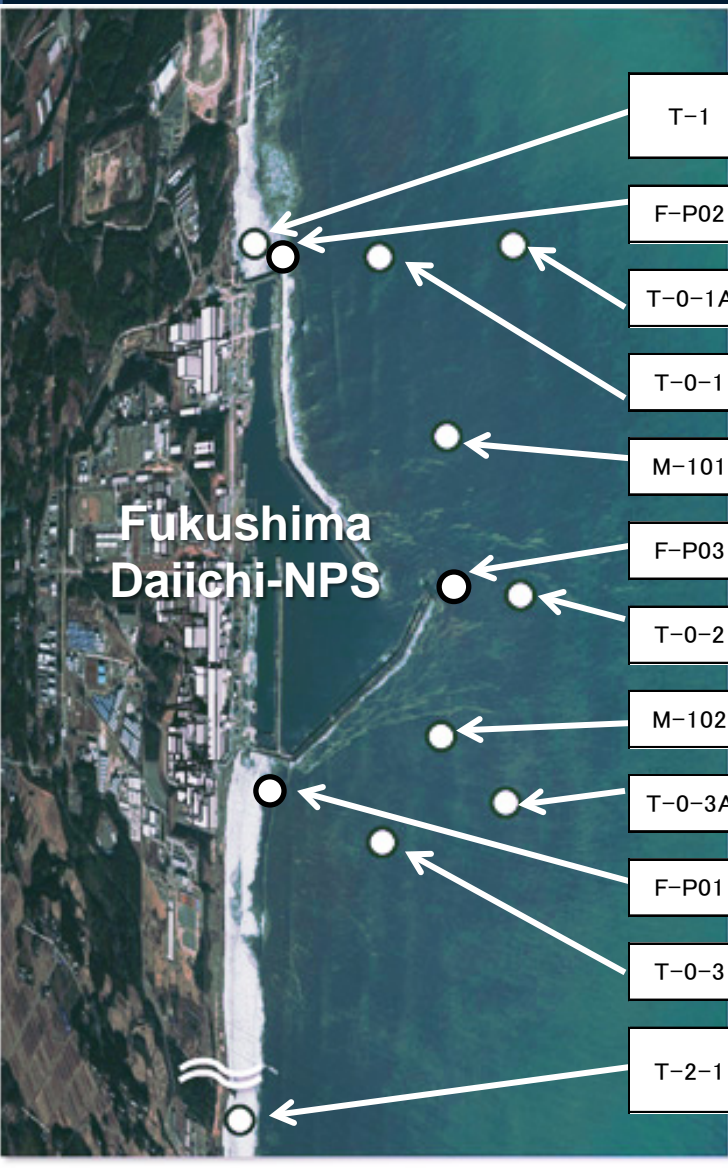 T-1
F-P02
T-0-1A
T-0-1
M-101
Fukushima
Daiichi-NPS
F-P03
T-0-2
M-102
T-0-3A
F-P01
T-0-3
T-2-1